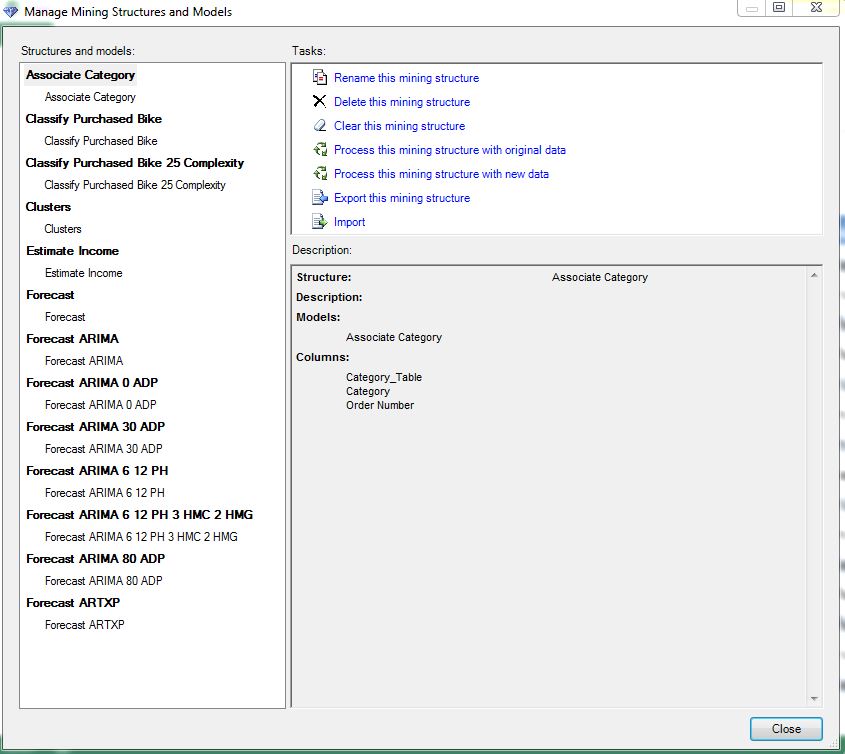 Manage Mining Structures and Models
Structures and models:
Associate Category
Associate Category
Classify Purchased Bike
Classify Purchased Bike
Classify Purchased Bike 25 Complexity
Classify Purchased Bike 25 Complexity
Clusters
Clusters
Estimate Income
Estimate Income
Forecast
Forecast
Forecast ARIMA
Forecast ARIMA
Forecast ARIMA 0 ADP
Forecast ARIMA 0 ADP
Forecast ARIMA 30 ADP
Forecast ARIMA 30 ADP
Forecast ARIMA 6 12 PH
Forecast ARIMA 6 12 PH
Forecast ARIMA 6 12 PH 3 HMC 2 HMG
Forecast ARIMA 6 12 PH 3 HMC 2 HMG
Forecast ARIMA 80 ADP
Forecast ARIMA 80 ADP
Forecast ARTXP
Forecast ARTXP
Tasks:
Rename this mining structure
Delete this mining structure
Clear this mining structure
Process this mining structure with original data
Process this mining structure with new data
Export this mining structure
Import
Description:
Structure: Associate Category
Description:
Models:
Associate Category
Columns:
Category_Table
Category
Order Number
Close